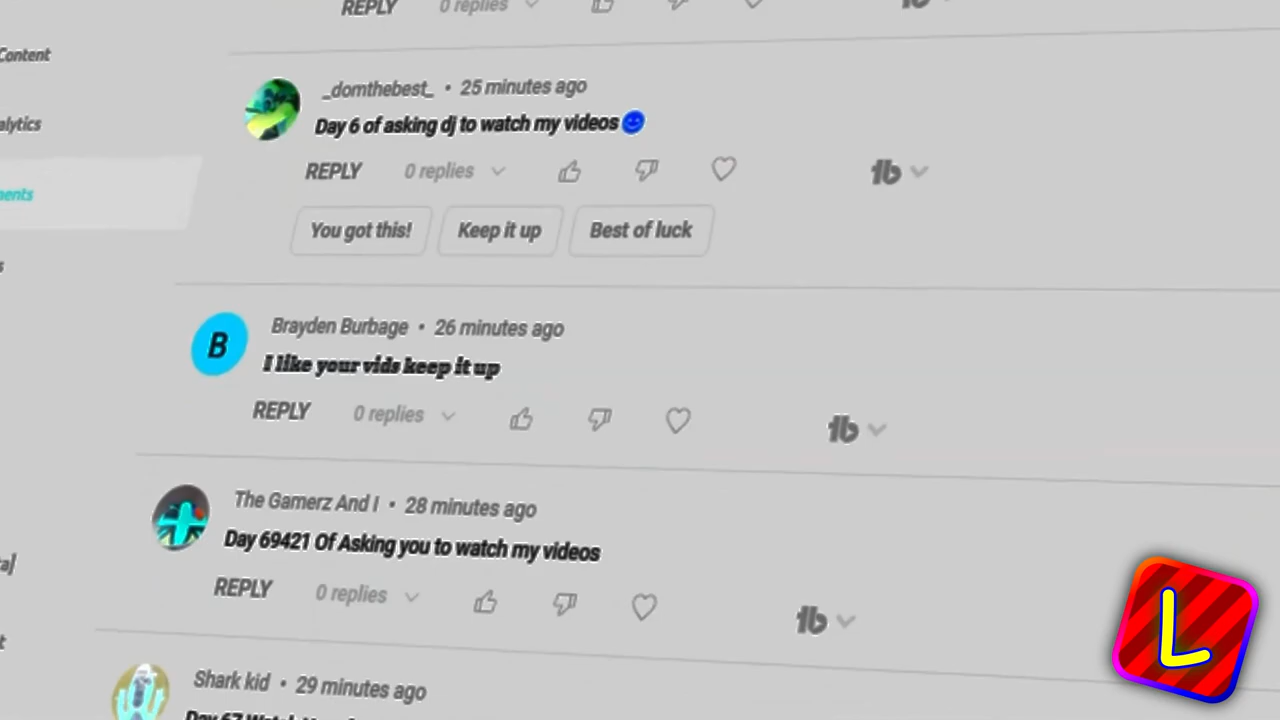 REPLY 0 replies
Content
_domthebest_ • 25 minutes ago
alytics
Day 6 of asking dj to watch my videos
REPLY 0 replies
ments
You got this! Keep it up Best of luck
s
Brayden Burbage • 26 minutes ago
B
I like your vids keep it up
REPLY 0 replies
The Gamerz And I • 28 minutes ago
Day 69421 Of Asking you to watch my videos
REPLY 0 replies
L
Shark kid • 29 minutes ago